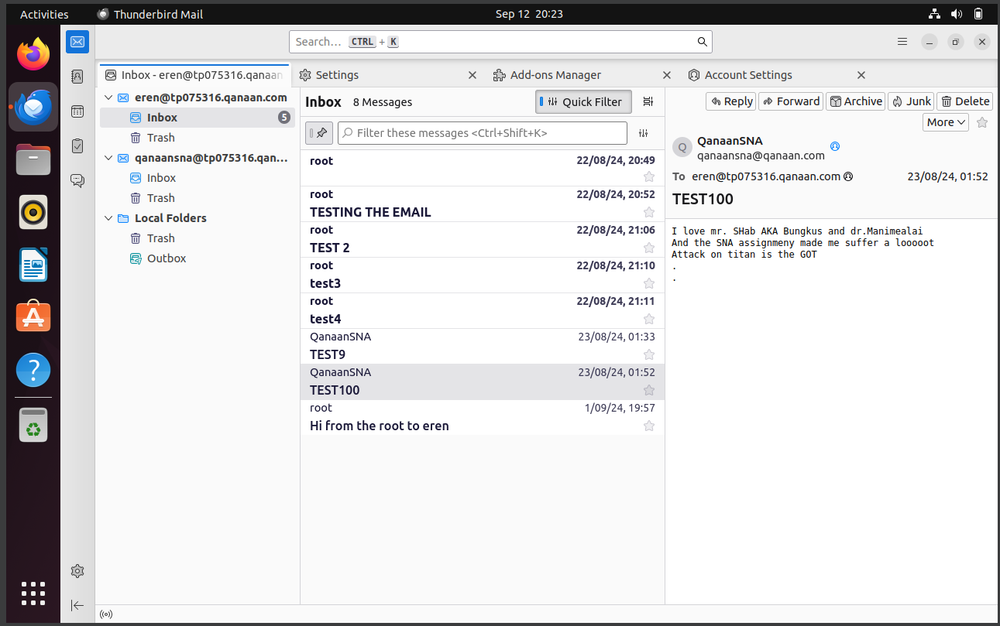 Activities
Thunderbird Mail
Sep 12 20:23
Search… CTRL + K
Inbox - eren@tp075316.qanaan
Settings
Add-ons Manager
Account Settings
eren@tp075316.qanaan.com
Inbox 5
Trash
qanaansna@tp075316.qan...
Inbox
Trash
Local Folders
Trash
Outbox
Inbox 8 Messages
Quick Filter
Filter these messages <Ctrl+Shift+K>
root 22/08/24, 20:49
root 22/08/24, 20:52
TESTING THE EMAIL
root 22/08/24, 21:06
TEST 2
root 22/08/24, 21:10
test3
root 22/08/24, 21:11
test4
QanaanSNA 23/08/24, 01:33
TEST9
QanaanSNA 23/08/24, 01:52
TEST100
root 1/09/24, 19:57
Hi from the root to eren
Reply
Forward
Archive
Junk
Delete
More
Q
QanaanSNA
qanaansna@qanaan.com
To eren@tp075316.qanaan.com 23/08/24, 01:52
TEST100
I love mr. SHab AKA Bungkus and dr.Manimealai
And the SNA assignmeny made me suffer a looooot
Attack on titan is the GOT
.
.